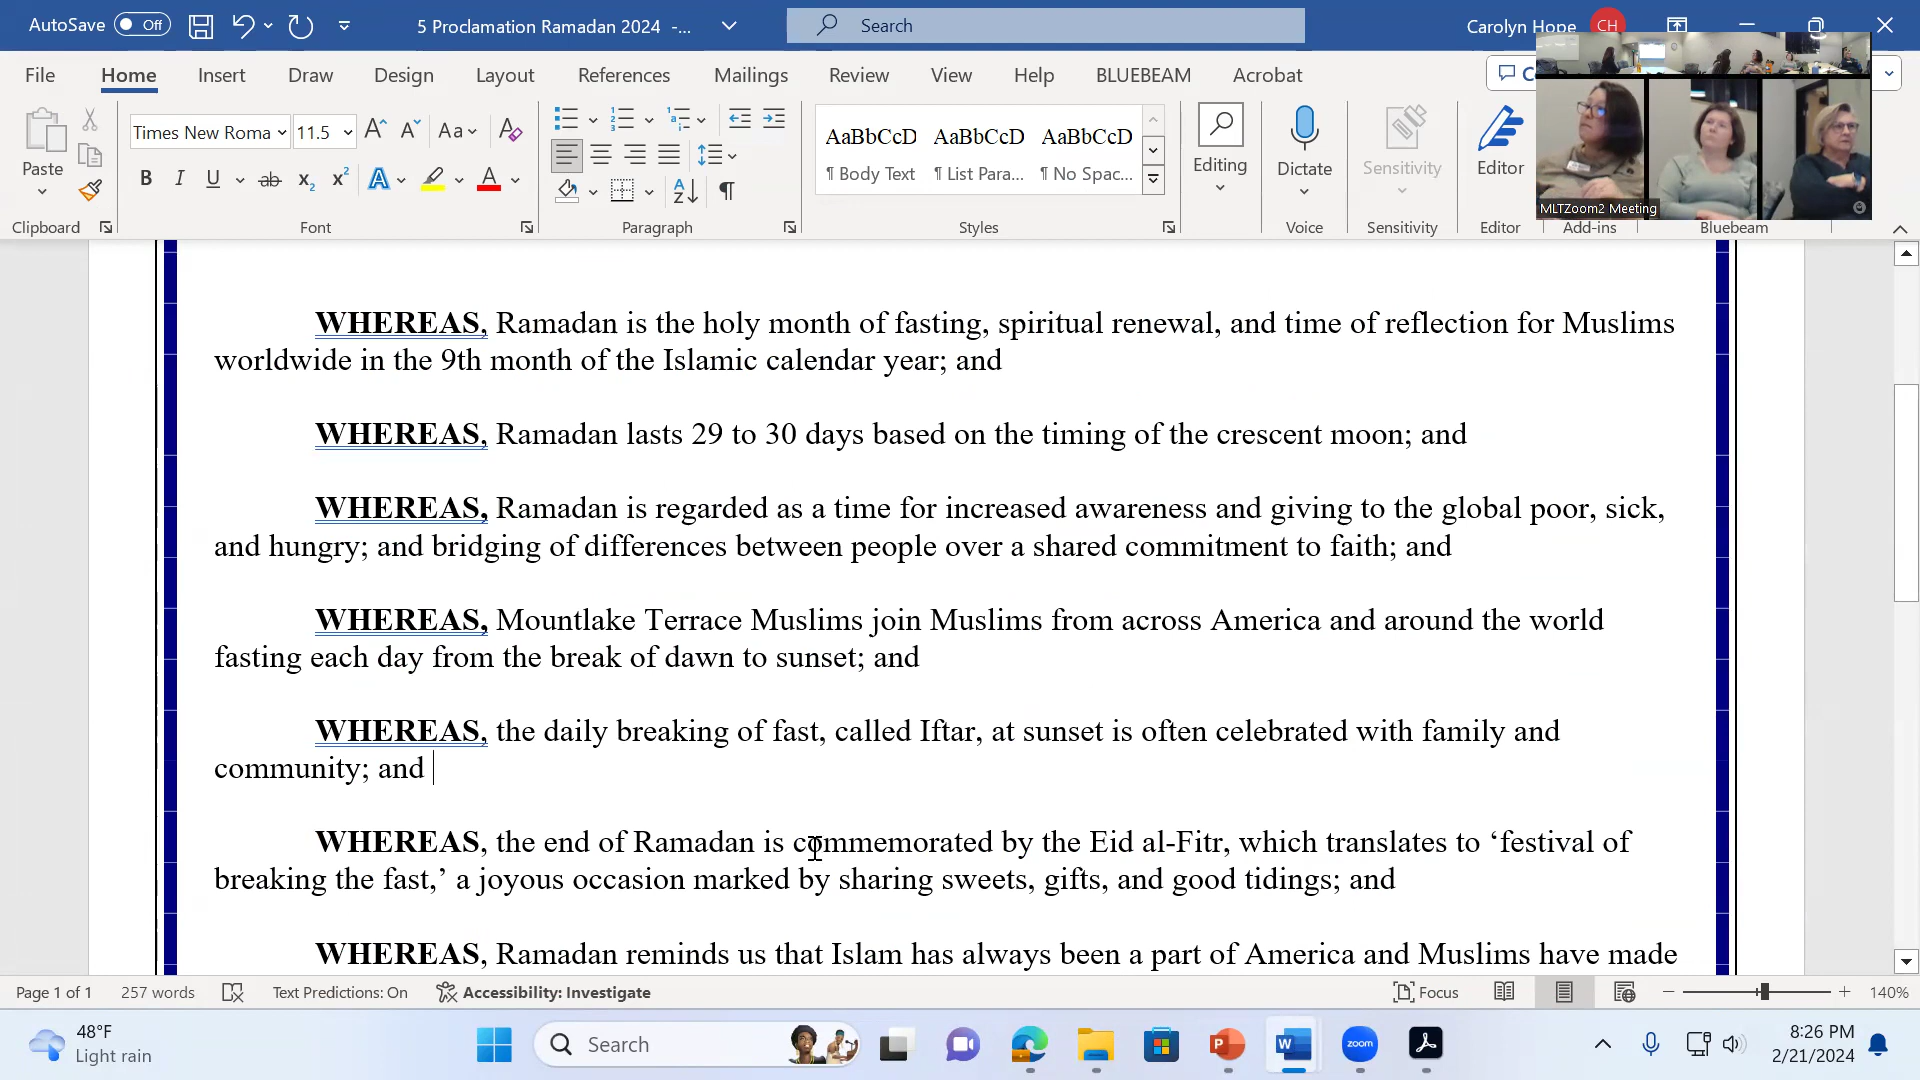 AutoSave Off 5 Proclamation Ramadan 2024 -... Search Carolyn Hope CH
File Home Insert Draw Design Layout References Mailings Review View Help BLUEBEAM Acrobat
Paste
Times New Roma 11.5 Aa
B I U ab x₂ x² A A
AaBbCcD AaBbCcD AaBbCcD
¶ Body Text ¶ List Para... ¶ No Spac...
Editing Dictate Sensitivity Editor
MLTZoom2 Meeting
Clipboard Font Paragraph Styles Voice Sensitivity Editor Add-ins Bluebeam
WHEREAS, Ramadan is the holy month of fasting, spiritual renewal, and time of reflection for Muslims
worldwide in the 9th month of the Islamic calendar year; and
WHEREAS, Ramadan lasts 29 to 30 days based on the timing of the crescent moon; and
WHEREAS, Ramadan is regarded as a time for increased awareness and giving to the global poor, sick,
and hungry; and bridging of differences between people over a shared commitment to faith; and
WHEREAS, Mountlake Terrace Muslims join Muslims from across America and around the world
fasting each day from the break of dawn to sunset; and
WHEREAS, the daily breaking of fast, called Iftar, at sunset is often celebrated with family and
community; and
WHEREAS, the end of Ramadan is commemorated by the Eid al-Fitr, which translates to ‘festival of
breaking the fast,’ a joyous occasion marked by sharing sweets, gifts, and good tidings; and
WHEREAS, Ramadan reminds us that Islam has always been a part of America and Muslims have made
Page 1 of 1 257 words Text Predictions: On Accessibility: Investigate Focus 140%
48°F
Light rain
Search
zoom
8:26 PM
2/21/2024